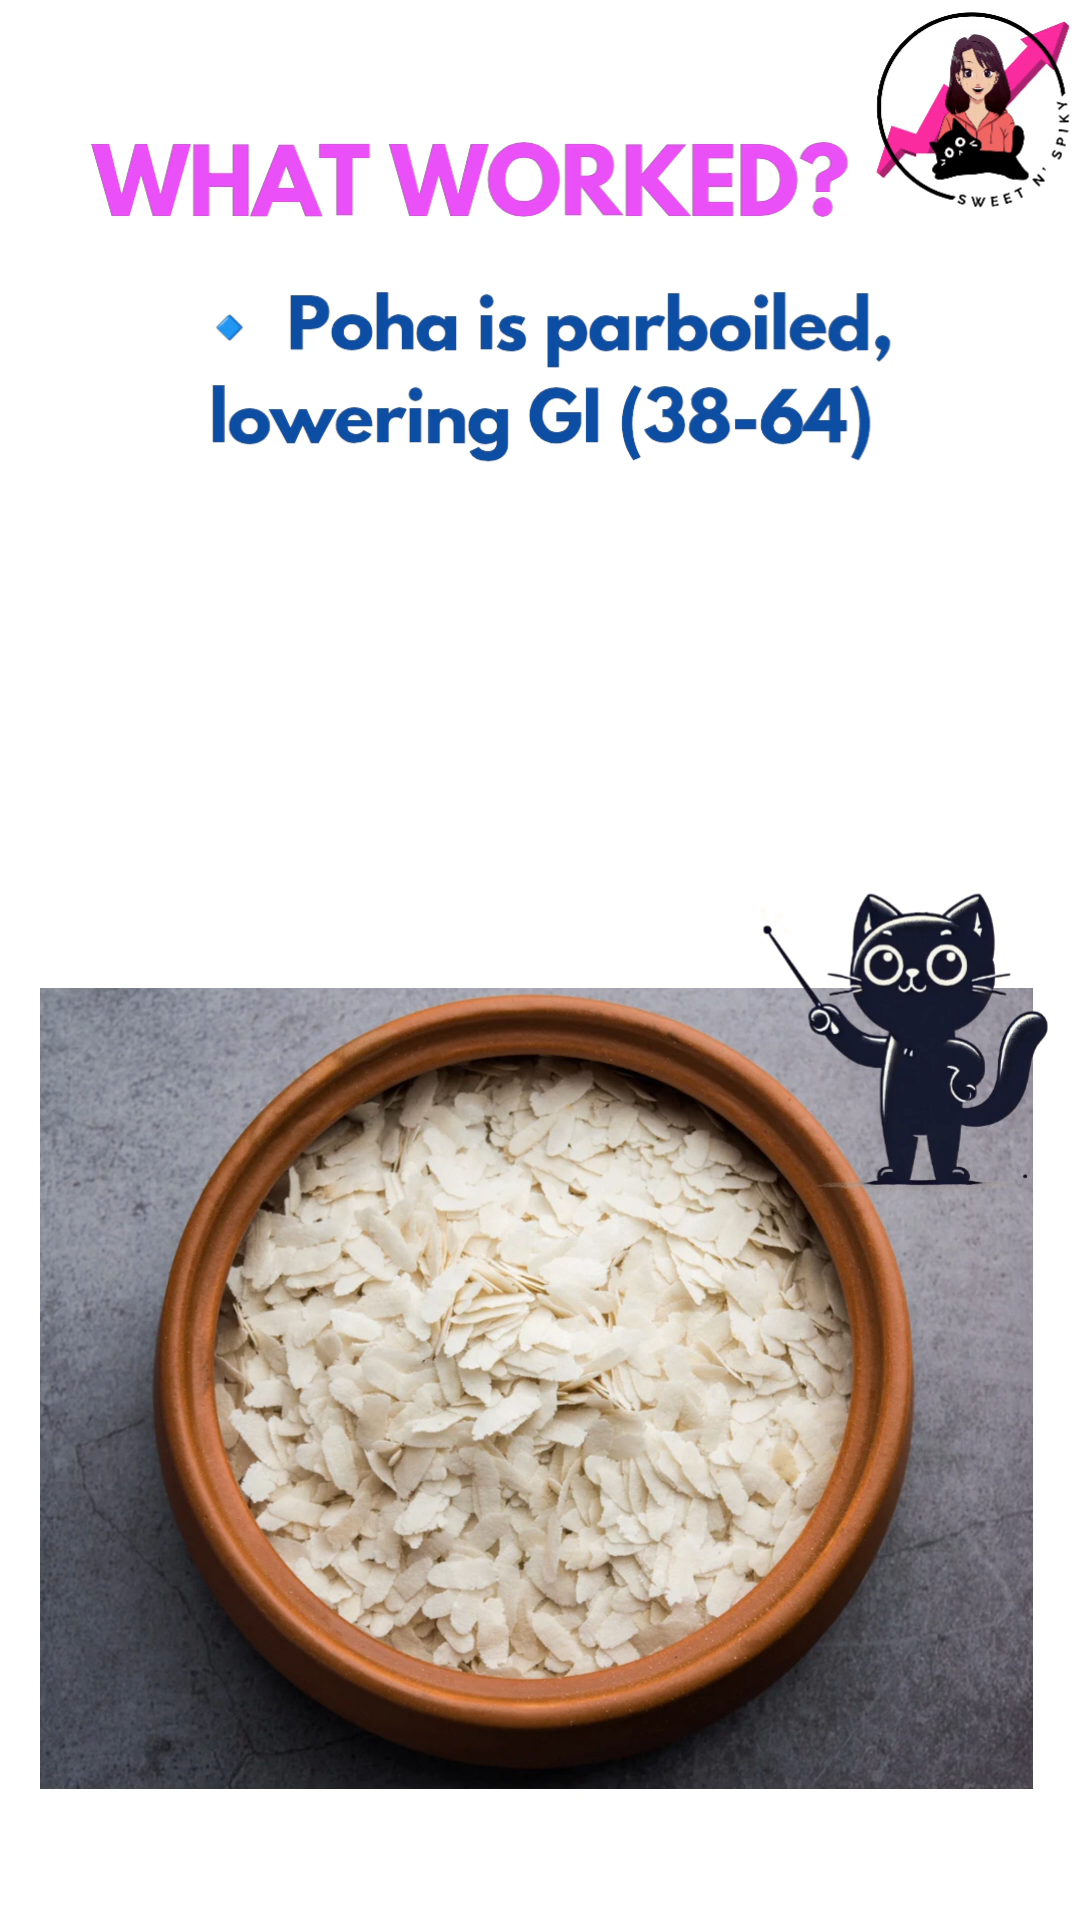 SWEET N' SPIKY
WHAT WORKED?
🔹 Poha is parboiled,
lowering GI (38-64)